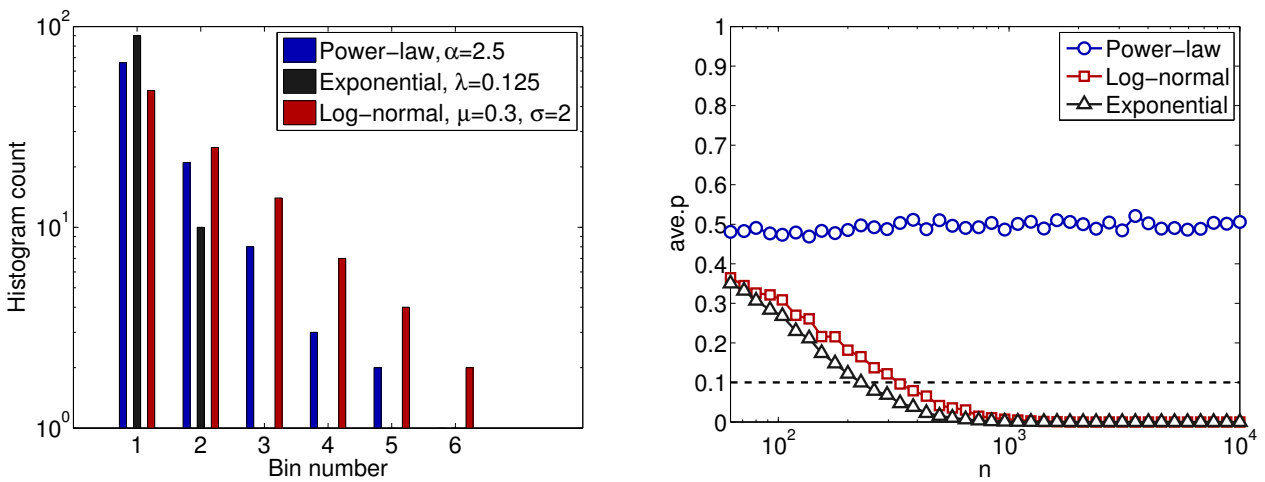 10^2
10^1
10^0
Histogram count
Power-law, α=2.5
Exponential, λ=0.125
Log-normal, μ=0.3, σ=2
1 2 3 4 5 6
Bin number
1
0.9
0.8
0.7
0.6
0.5
0.4
0.3
0.2
0.1
0
ave.p
Power-law
Log-normal
Exponential
10^2 10^3 10^4
n